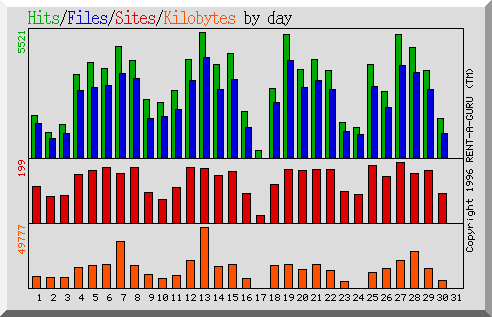 Hits/Files/Sites/Kilobytes by day
5521
199
49777
Copyright 1996 RENT-A-GURU (TM)
1 2 3 4 5 6 7 8 9 10 11 12 13 14 15 16 17 18 19 20 21 22 23 24 25 26 27 28 29 30 31